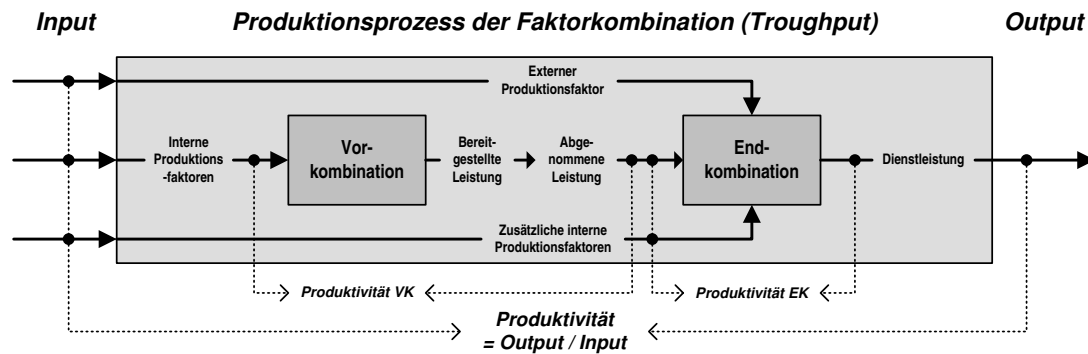 Input
Produktionsprozess der Faktorkombination (Troughput)
Output
Externer
Produktionsfaktor
Interne
Produktions
-faktoren
Vor-
kombination
Bereit-
gestellte
Leistung
Abge-
nommene
Leistung
End-
kombination
Dienstleistung
Zusätzliche interne
Produktionsfaktoren
Produktivität VK
Produktivität EK
Produktivität
= Output / Input